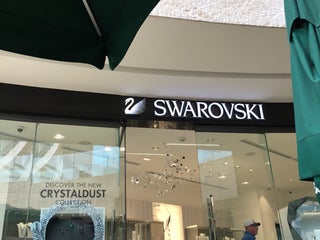 SWAROVSKI
DISCOVER THE NEW
CRYSTALDUST
COLLECTION